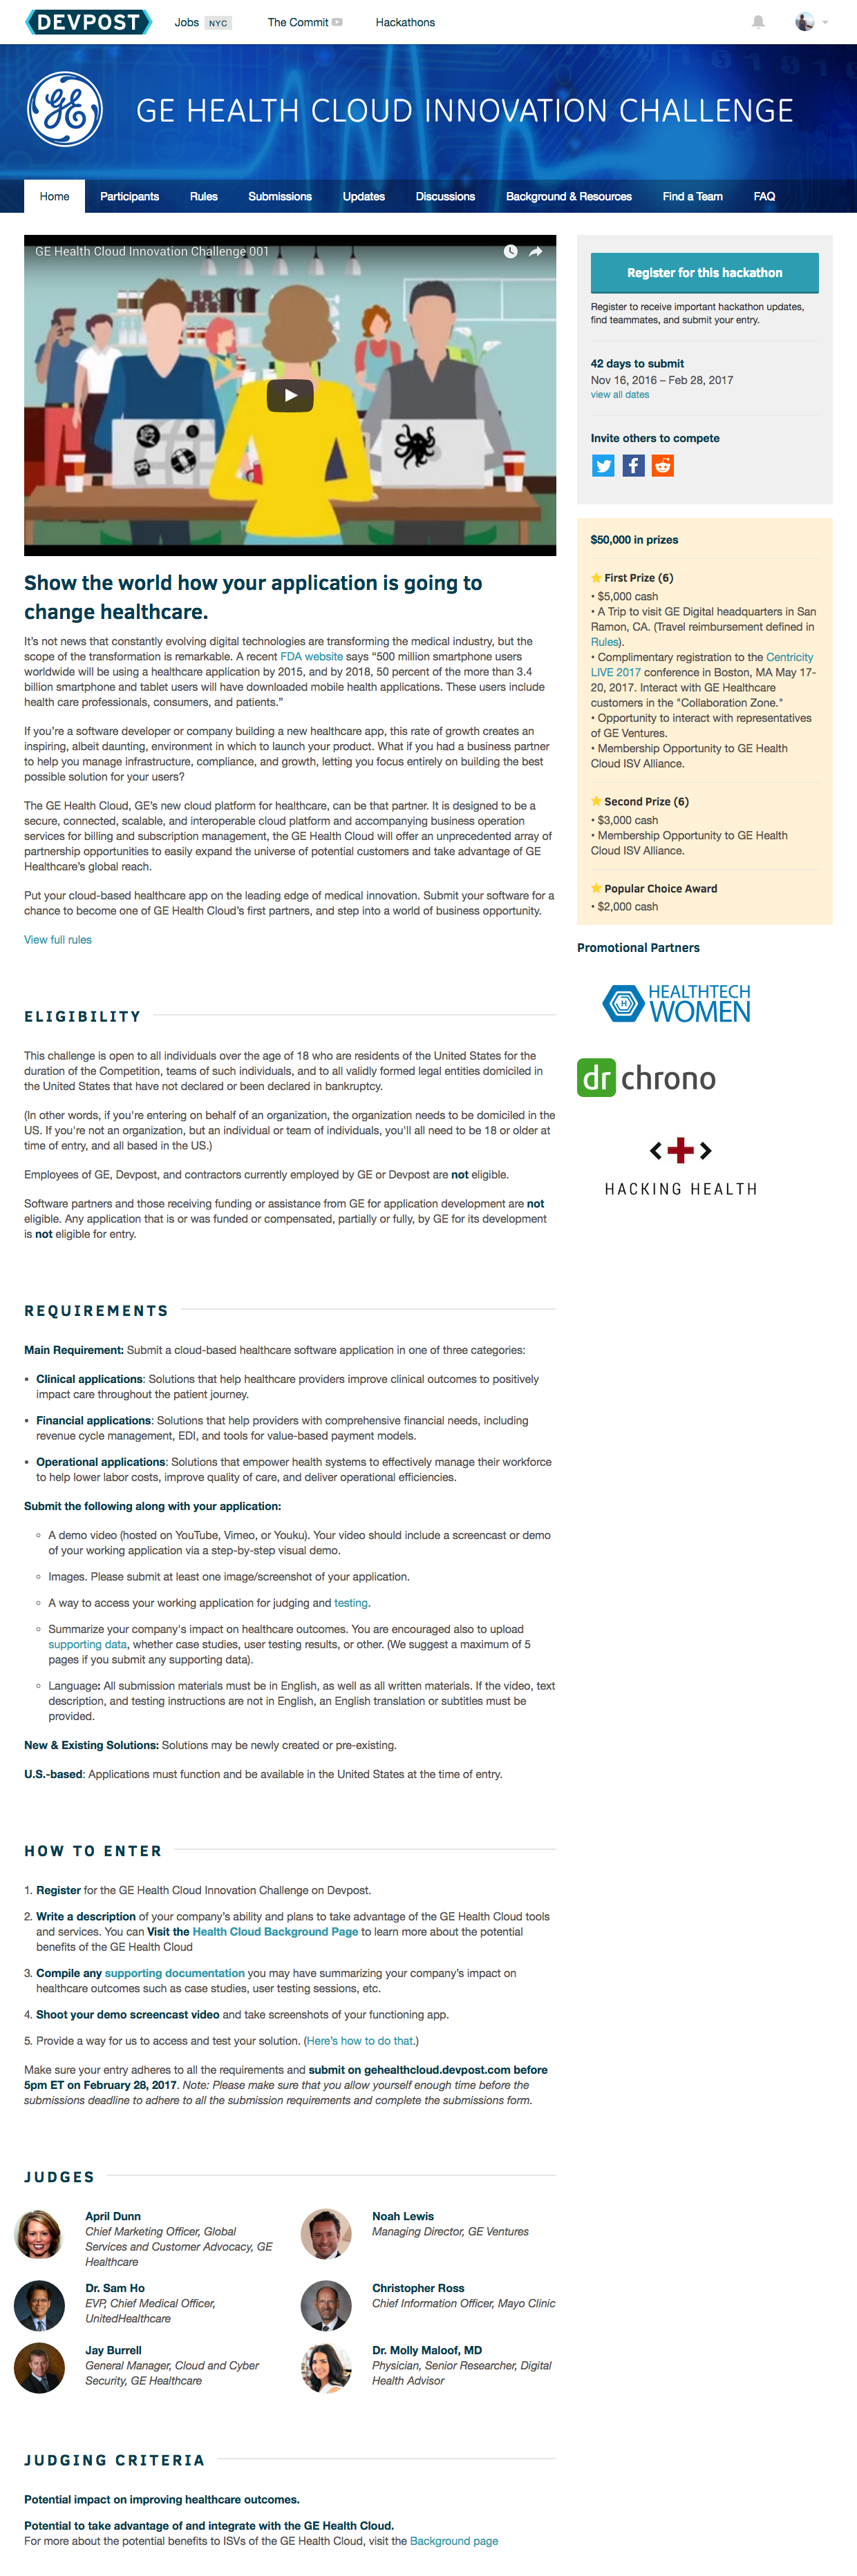 DEVPOST
Jobs NYC
The Commit
Hackathons
GE HEALTH CLOUD INNOVATION CHALLENGE
Home
Participants
Rules
Submissions
Updates
Discussions
Background & Resources
Find a Team
FAQ
GE Health Cloud Innovation Challenge 001
Show the world how your application is going to
change healthcare.
It's not news that constantly evolving digital technologies are transforming the medical industry, but the
scope of the transformation is remarkable. A recent FDA website says “500 million smartphone users
worldwide will be using a healthcare application by 2015, and by 2018, 50 percent of the more than 3.4
billion smartphone and tablet users will have downloaded mobile health applications. These users include
health care professionals, consumers, and patients.”
If you're a software developer or company building a new healthcare app, this rate of growth creates an
inspiring, albeit daunting, environment in which to launch your product. What if you had a business partner
to help you manage infrastructure, compliance, and growth, letting you focus entirely on building the best
possible solution for your users?
The GE Health Cloud, GE's new cloud platform for healthcare, can be that partner. It is designed to be a
secure, connected, scalable, and interoperable cloud platform and accompanying business operation
services for billing and subscription management, the GE Health Cloud will offer an unprecedented array of
partnership opportunities to easily expand the universe of potential customers and take advantage of GE
Healthcare's global reach.
Put your cloud-based healthcare app on the leading edge of medical innovation. Submit your software for a
chance to become one of GE Health Cloud's first partners, and step into a world of business opportunity.
View full rules
ELIGIBILITY
This challenge is open to all individuals over the age of 18 who are residents of the United States for the
duration of the Competition, teams of such individuals, and to all validly formed legal entities domiciled in
the United States that have not declared or been declared in bankruptcy.
(In other words, if you're entering on behalf of an organization, the organization needs to be domiciled in the
US. If you're not an organization, but an individual or team of individuals, you'll all need to be 18 or older at
time of entry, and all based in the US.)
Employees of GE, Devpost, and contractors currently employed by GE or Devpost are not eligible.
Software partners and those receiving funding or assistance from GE for application development are not
eligible. Any application that is or was funded or compensated, partially or fully, by GE for its development
is not eligible for entry.
REQUIREMENTS
Main Requirement: Submit a cloud-based healthcare software application in one of three categories:
• Clinical applications: Solutions that help healthcare providers improve clinical outcomes to positively
impact care throughout the patient journey.
• Financial applications: Solutions that help providers with comprehensive financial needs, including
revenue cycle management, EDI, and tools for value-based payment models.
• Operational applications: Solutions that empower health systems to effectively manage their workforce
to help lower labor costs, improve quality of care, and deliver operational efficiencies.
Submit the following along with your application:
A demo video (hosted on YouTube, Vimeo, or Youku). Your video should include a screencast or demo
of your working application via a step-by-step visual demo.
Images. Please submit at least one image/screenshot of your application.
A way to access your working application for judging and testing.
Summarize your company's impact on healthcare outcomes. You are encouraged also to upload
supporting data, whether case studies, user testing results, or other. (We suggest a maximum of 5
pages if you submit any supporting data).
Language: All submission materials must be in English, as well as all written materials. If the video, text
description, and testing instructions are not in English, an English translation or subtitles must be
provided.
New & Existing Solutions: Solutions may be newly created or pre-existing.
U.S.-based: Applications must function and be available in the United States at the time of entry.
HOW TO ENTER
1. Register for the GE Health Cloud Innovation Challenge on Devpost.
2. Write a description of your company's ability and plans to take advantage of the GE Health Cloud tools
and services. You can Visit the Health Cloud Background Page to learn more about the potential
benefits of the GE Health Cloud
3. Compile any supporting documentation you may have summarizing your company's impact on
healthcare outcomes such as case studies, user testing sessions, etc.
4. Shoot your demo screencast video and take screenshots of your functioning app.
5. Provide a way for us to access and test your solution. (Here's how to do that.)
Make sure your entry adheres to all the requirements and submit on gehealthcloud.devpost.com before
5pm ET on February 28, 2017. Note: Please make sure that you allow yourself enough time before the
submissions deadline to adhere to all the submission requirements and complete the submissions form.
JUDGES
April Dunn
Chief Marketing Officer, Global
Services and Customer Advocacy, GE
Healthcare
Noah Lewis
Managing Director, GE Ventures
Dr. Sam Ho
EVP, Chief Medical Officer,
UnitedHealthcare
Christopher Ross
Chief Information Officer, Mayo Clinic
Jay Burrell
General Manager, Cloud and Cyber
Security, GE Healthcare
Dr. Molly Maloof, MD
Physician, Senior Researcher, Digital
Health Advisor
JUDGING CRITERIA
Potential impact on improving healthcare outcomes.
Potential to take advantage of and integrate with the GE Health Cloud.
For more about the potential benefits to ISVs of the GE Health Cloud, visit the Background page
Register for this hackathon
Register to receive important hackathon updates,
find teammates, and submit your entry.
42 days to submit
Nov 16, 2016 – Feb 28, 2017
view all dates
Invite others to compete
$50,000 in prizes
First Prize (6)
• $5,000 cash
• A Trip to visit GE Digital headquarters in San
Ramon, CA. (Travel reimbursement defined in
Rules).
• Complimentary registration to the Centricity
LIVE 2017 conference in Boston, MA May 17-
20, 2017. Interact with GE Healthcare
customers in the "Collaboration Zone."
• Opportunity to interact with representatives
of GE Ventures.
• Membership Opportunity to GE Health
Cloud ISV Alliance.
Second Prize (6)
• $3,000 cash
• Membership Opportunity to GE Health
Cloud ISV Alliance.
Popular Choice Award
• $2,000 cash
Promotional Partners
H HEALTHTECH
WOMEN
dr chrono
HACKING HEALTH